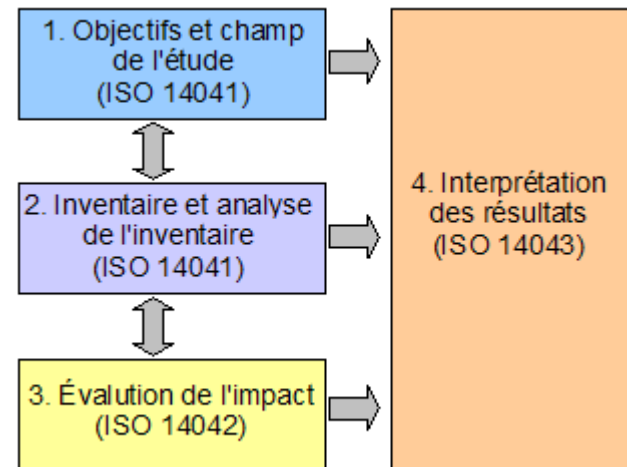 1. Objectifs et champ
de l'étude
(ISO 14041)
2. Inventaire et analyse
de l'inventaire
(ISO 14041)
3. Évalution de l'impact
(ISO 14042)
4. Interprétation
des résultats
(ISO 14043)